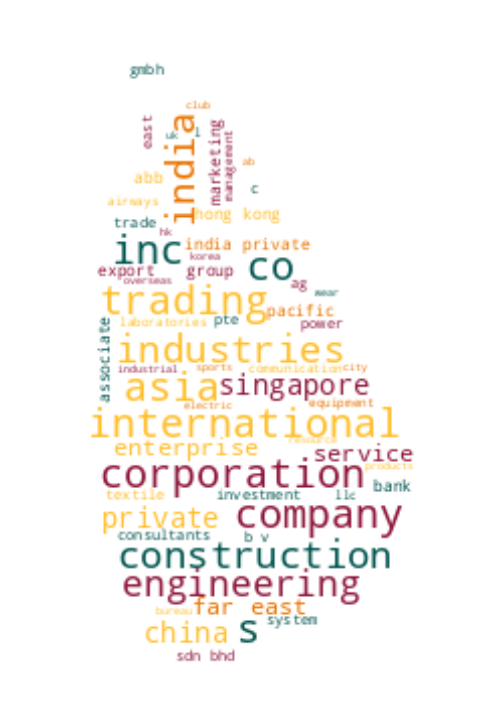 gmbh
club
east
uk
l
india
marketing
management
ab
abb
c
airways
hong kong
trade
hk
inc
india private
korea
co
export
group
overseas
ag
wear
trading
pacific
laboratories
pte
power
associate
industries
industrial
sports
communication
city
asia
singapore
electric
equipment
international
resource
enterprise
service
corporation
products
bank
textile
investment
llc
private
company
consultants
b v
construction
engineering
bureau
far east
system
china
s
sdn bhd